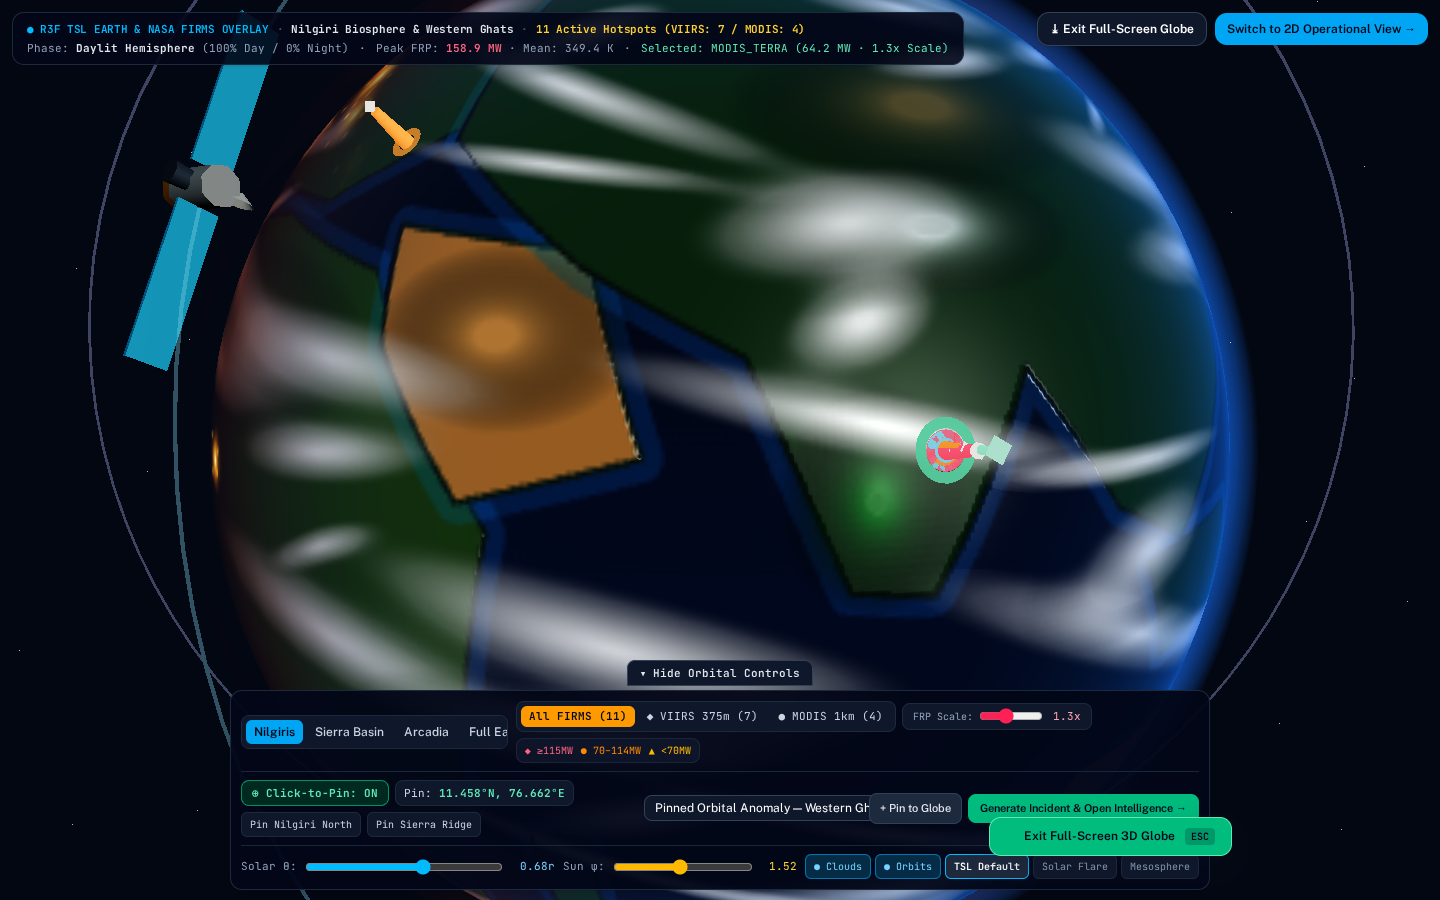 ● R3F TSL EARTH & NASA FIRMS OVERLAY · Nilgiri Biosphere & Western Ghats · 11 Active Hotspots (VIIRS: 7 / MODIS: 4)
Phase: Daylit Hemisphere (100% Day / 0% Night) · Peak FRP: 158.9 MW · Mean: 349.4 K · Selected: MODIS_TERRA (64.2 MW · 1.3x Scale)
⤓ Exit Full-Screen Globe
Switch to 2D Operational View →
▾ Hide Orbital Controls
Nilgiris Sierra Basin Arcadia Full Ea
All FIRMS (11) ◆ VIIRS 375m (7) ● MODIS 1km (4)
FRP Scale: 1.3x
◆ ≥115MW ● 70–114MW ▲ <70MW
⊕ Click-to-Pin: ON
Pin: 11.458°N, 76.662°E
Pin Nilgiri North
Pin Sierra Ridge
Pinned Orbital Anomaly — Western Gh
+ Pin to Globe
Generate Incident & Open Intelligence →
Exit Full-Screen 3D Globe ESC
Solar θ: 0.68r Sun φ: 1.52
● Clouds
● Orbits
TSL Default
Solar Flare
Mesosphere